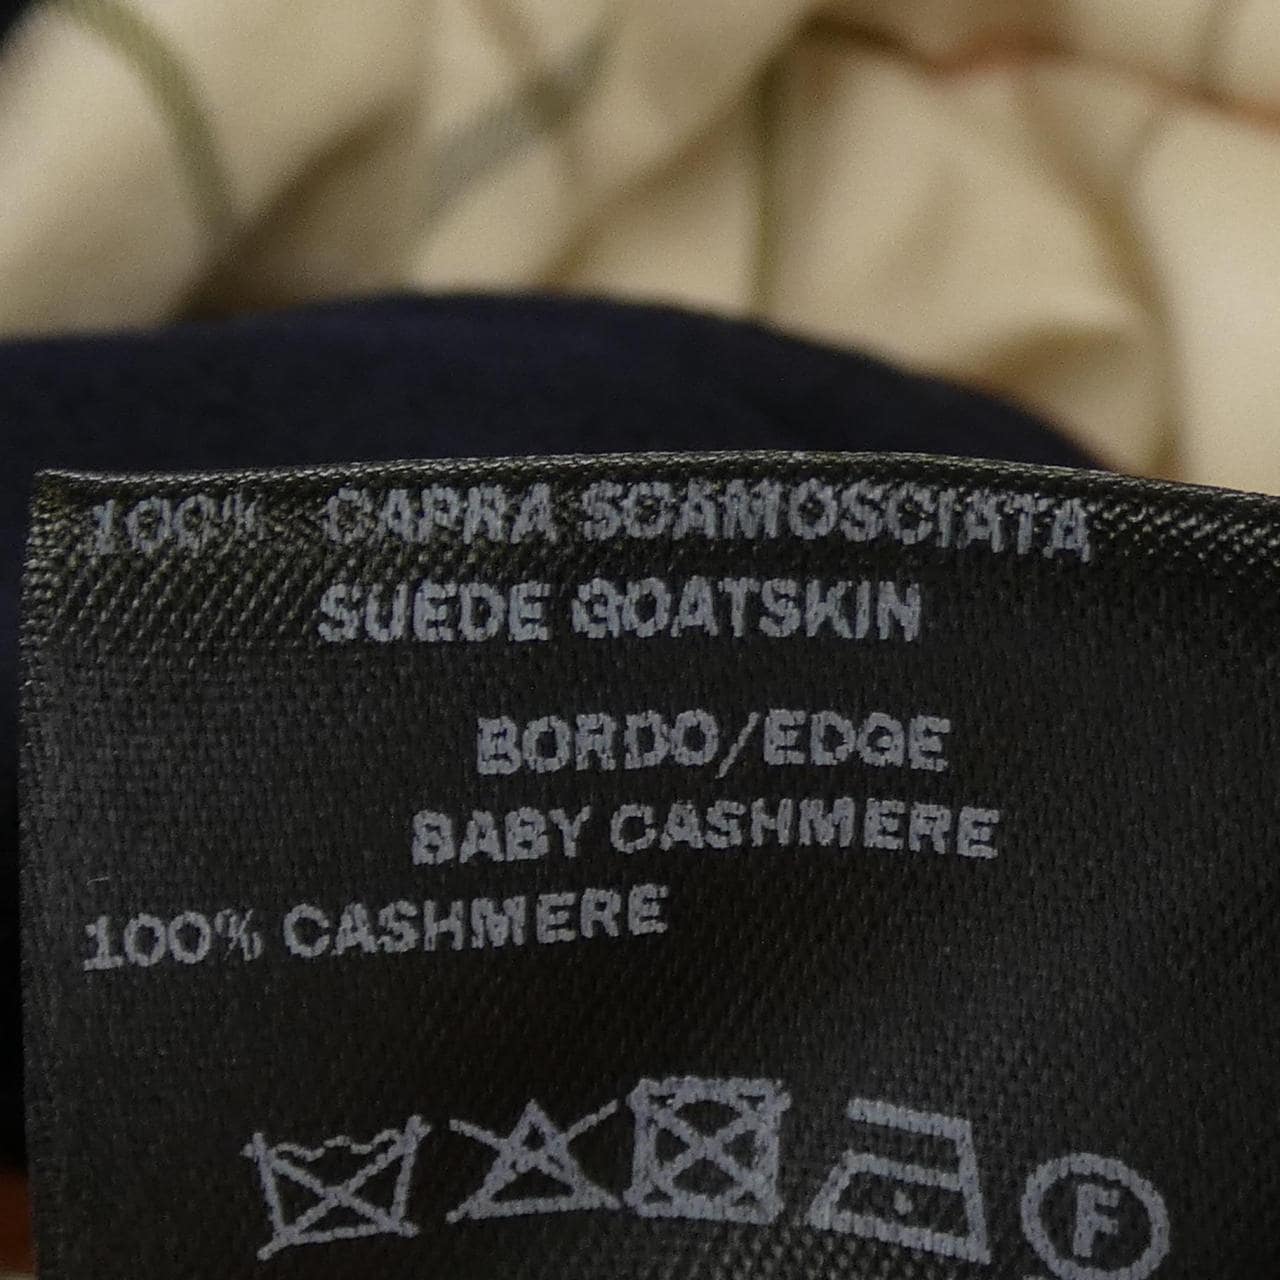 100% CAPRA SCAMOSCIATA
SUEDE GOATSKIN
BORDO/EDGE
BABY CASHMERE
100% CASHMERE
F